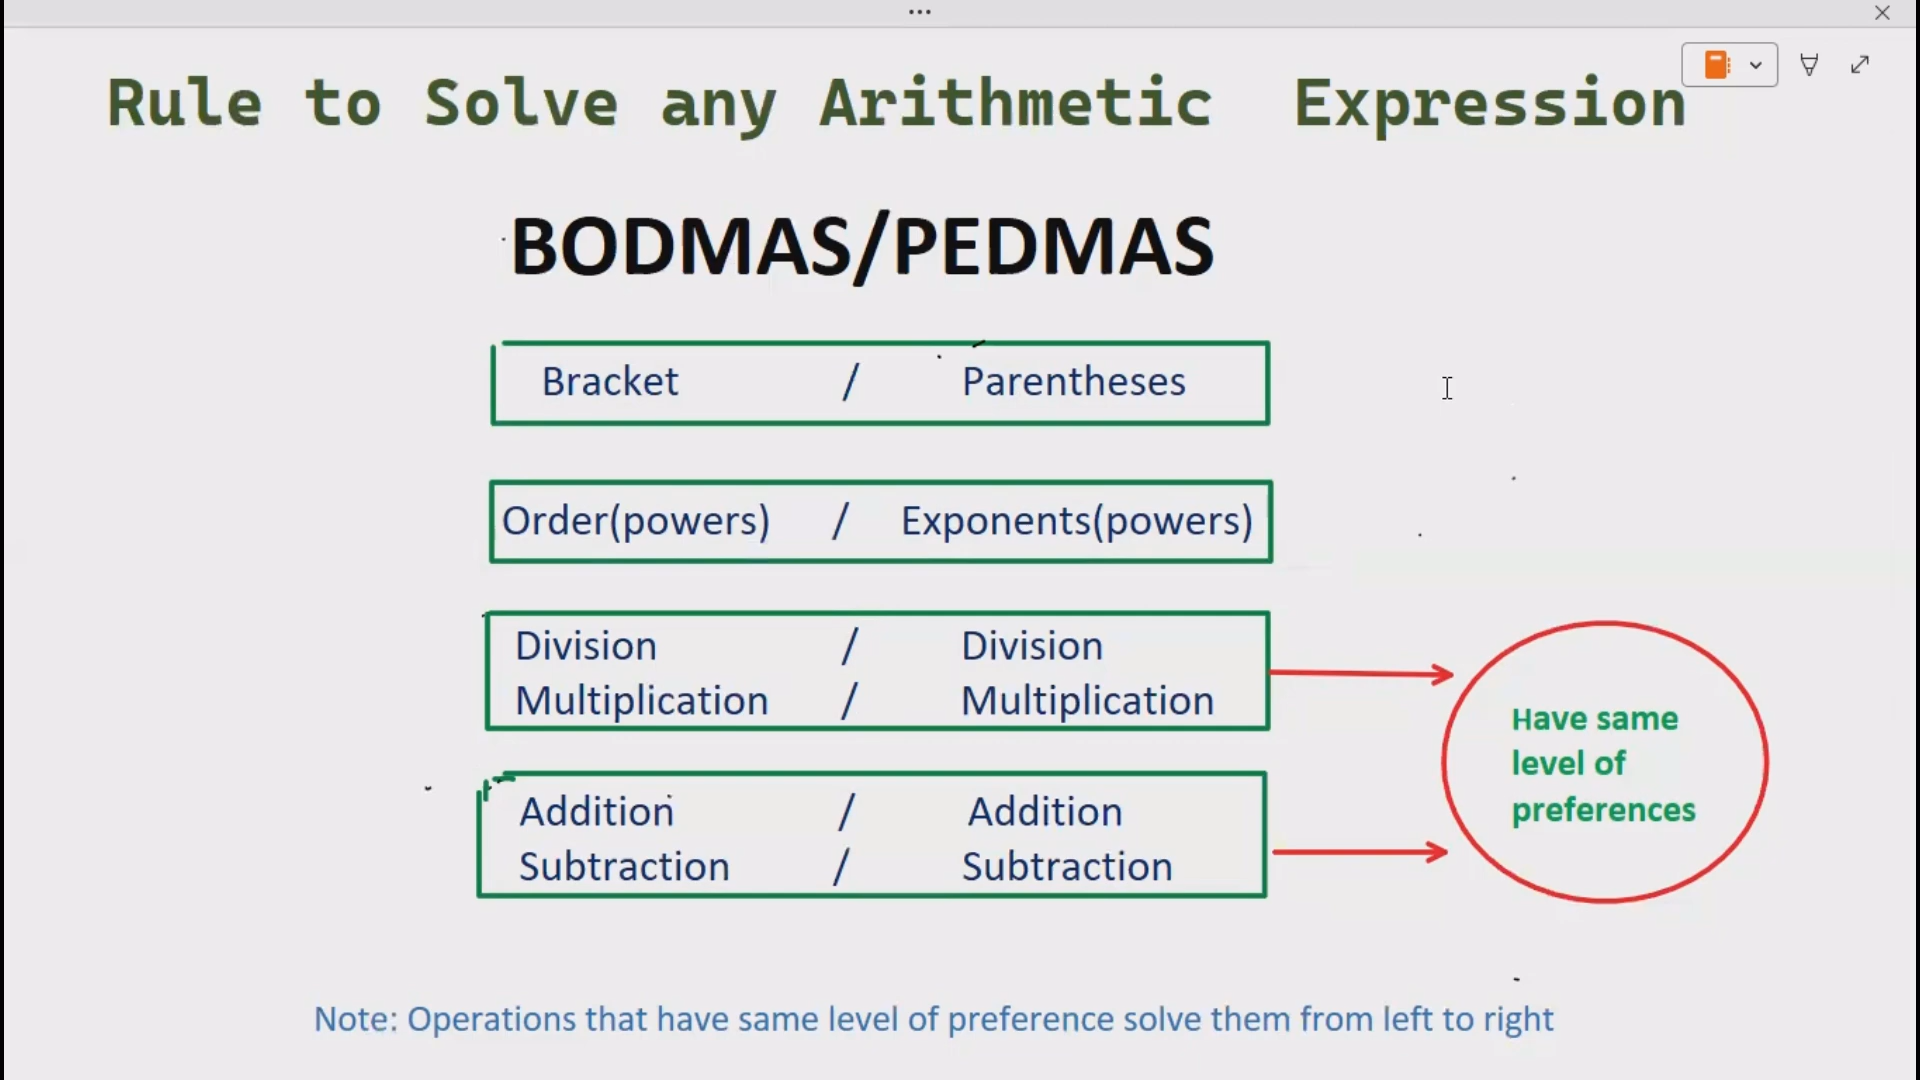 Rule to Solve any Arithmetic Expression
BODMAS/PEDMAS
Bracket / Parentheses
Order(powers) / Exponents(powers)
Division / Division
Multiplication / Multiplication
Have same
level of
preferences
Addition / Addition
Subtraction / Subtraction
Note: Operations that have same level of preference solve them from left to right